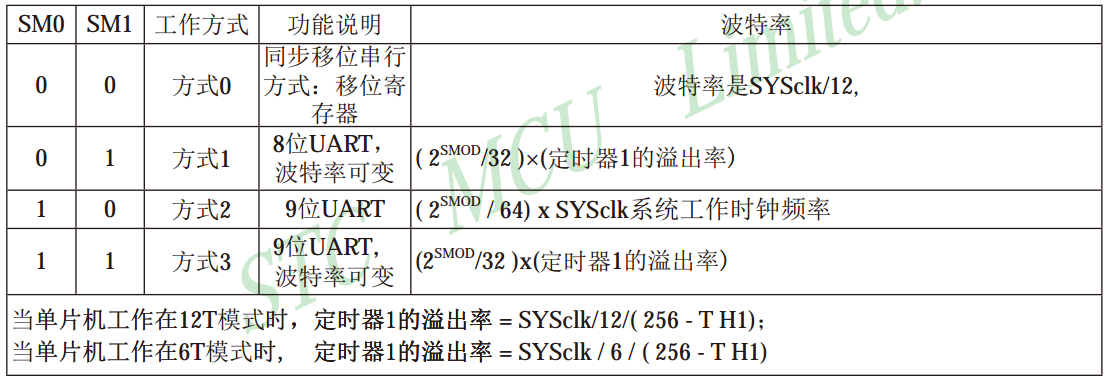 SM0 SM1 工作方式 功能说明 波特率
0 0 方式0 同步移位串行方式：移位寄存器 波特率是SYSclk/12,
0 1 方式1 8位UART，波特率可变 ( 2^SMOD/32 )×(定时器1的溢出率)
1 0 方式2 9位UART ( 2^SMOD / 64) x SYSclk系统工作时钟频率
1 1 方式3 9位UART，波特率可变 (2^SMOD/32 )x(定时器1的溢出率)
当单片机工作在12T模式时，定时器1的溢出率 = SYSclk/12/( 256 - T H1)；
当单片机工作在6T模式时， 定时器1的溢出率 = SYSclk / 6 / ( 256 - T H1)
STC MCU Limited.